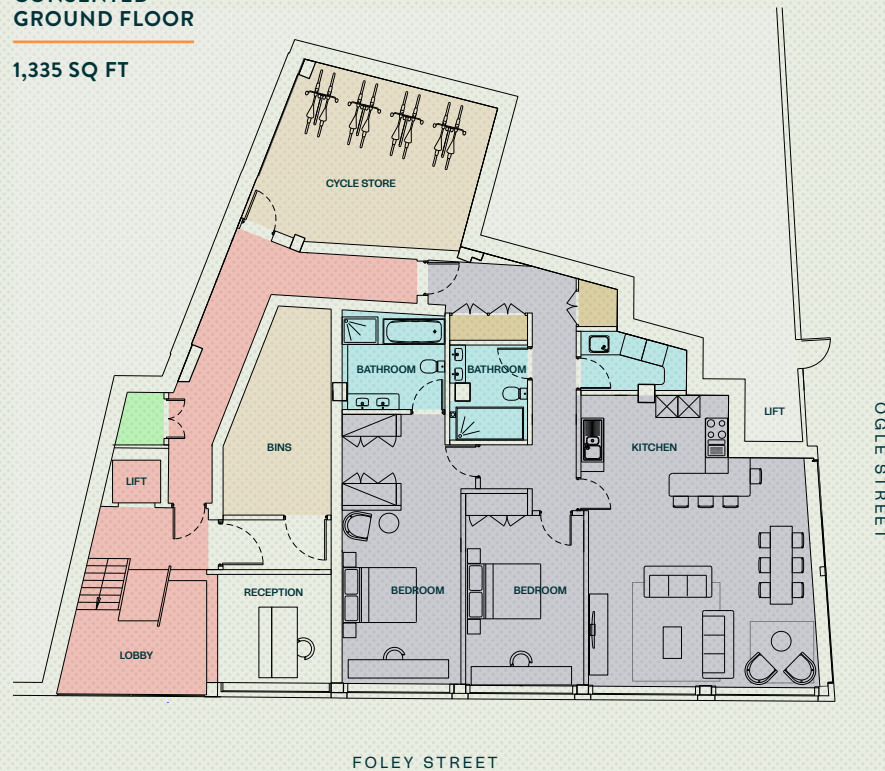 CONSENTED
GROUND FLOOR
1,335 SQ FT
CYCLE STORE
BATHROOM
BATHROOM
LIFT
KITCHEN
BINS
LIFT
RECEPTION
BEDROOM
BEDROOM
LOBBY
OGLE STREET
FOLEY STREET